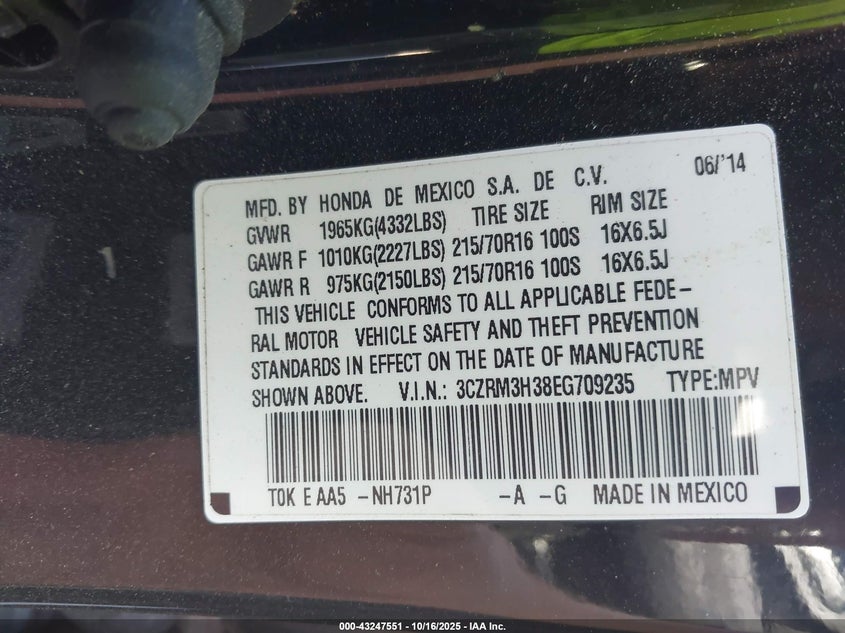 MFD. BY HONDA DE MEXICO S.A. DE C.V. 06/'14
GVWR 1965KG(4332LBS) TIRE SIZE RIM SIZE
GAWR F 1010KG(2227LBS) 215/70R16 100S 16X6.5J
GAWR R 975KG(2150LBS) 215/70R16 100S 16X6.5J
THIS VEHICLE CONFORMS TO ALL APPLICABLE FEDE-
RAL MOTOR VEHICLE SAFETY AND THEFT PREVENTION
STANDARDS IN EFFECT ON THE DATE OF MANUFACTURE
SHOWN ABOVE. V.I.N.: 3CZRM3H38EG709235 TYPE:MPV
T0K E AA5 -NH731P -A -G MADE IN MEXICO
000-43247551 - 10/16/2025 - IAA Inc.